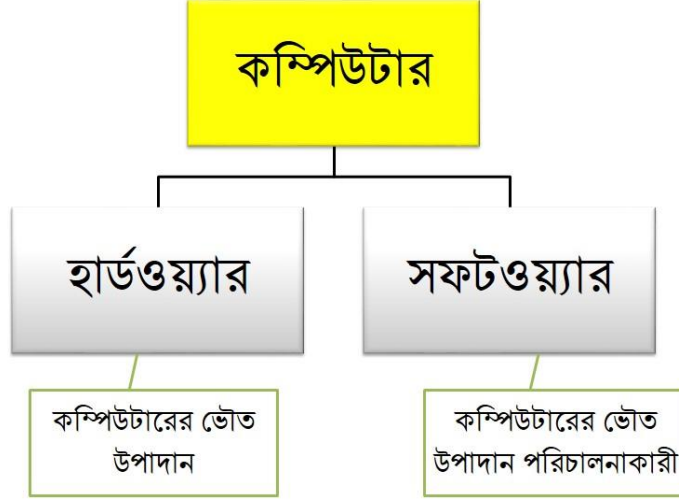 কম্পিউটার
হার্ডওয়্যার
সফটওয়্যার
কম্পিউটারের ভৌত
উপাদান
কম্পিউটারের ভৌত
উপাদান পরিচালনাকারী